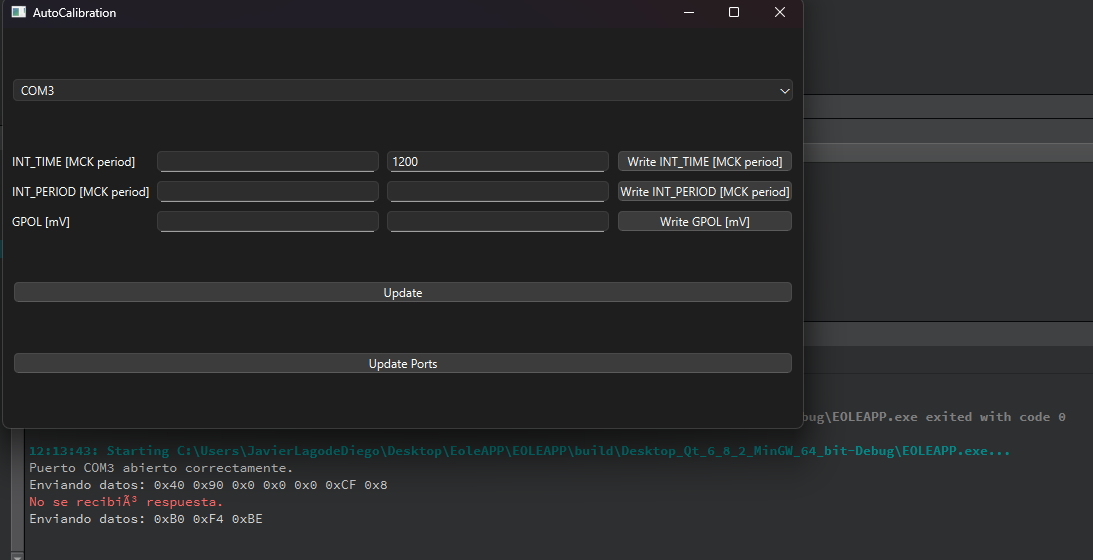 AutoCalibration
COM3
INT_TIME [MCK period] 1200 Write INT_TIME [MCK period]
INT_PERIOD [MCK period] Write INT_PERIOD [MCK period]
GPOL [mV] Write GPOL [mV]
Update
Update Ports
bug\EOLEAPP.exe exited with code 0
12:13:43: Starting C:\Users\JavierLagodeDiego\Desktop\EoleAPP\EOLEAPP\build\Desktop_Qt_6_8_2_MinGW_64_bit-Debug\EOLEAPP.exe...
Puerto COM3 abierto correctamente.
Enviando datos: 0x40 0x90 0x0 0x0 0x0 0xCF 0x8
No se recibiÃ³ respuesta.
Enviando datos: 0xB0 0xF4 0xBE